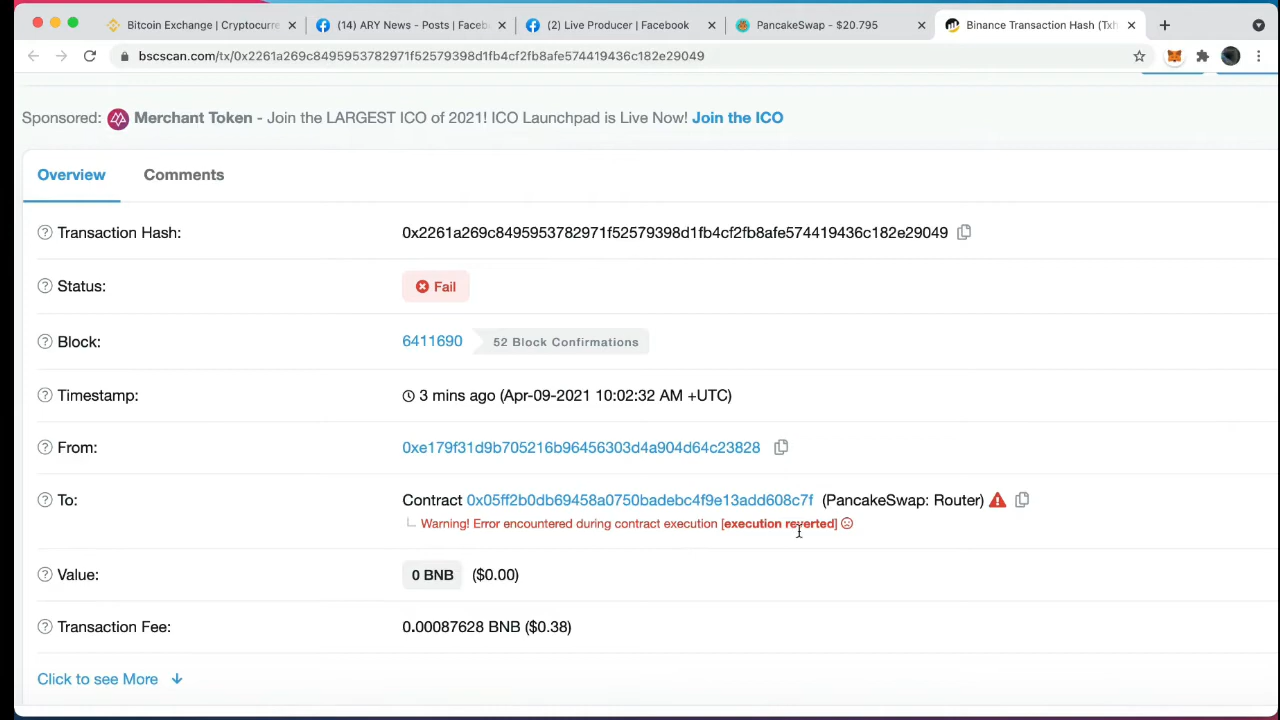 Bitcoin Exchange | Cryptocurre
(14) ARY News - Posts | Faceb
(2) Live Producer | Facebook
PancakeSwap - $20.795
Binance Transaction Hash (Txh
bscscan.com/tx/0x2261a269c8495953782971f52579398d1fb4cf2fb8afe574419436c182e29049
Sponsored: Merchant Token - Join the LARGEST ICO of 2021! ICO Launchpad is Live Now! Join the ICO
Overview Comments
Transaction Hash: 0x2261a269c8495953782971f52579398d1fb4cf2fb8afe574419436c182e29049
Status: Fail
Block: 6411690 52 Block Confirmations
Timestamp: 3 mins ago (Apr-09-2021 10:02:32 AM +UTC)
From: 0xe179f31d9b705216b96456303d4a904d64c23828
To: Contract 0x05ff2b0db69458a0750badebc4f9e13add608c7f (PancakeSwap: Router)
Warning! Error encountered during contract execution [execution reverted]
Value: 0 BNB ($0.00)
Transaction Fee: 0.00087628 BNB ($0.38)
Click to see More